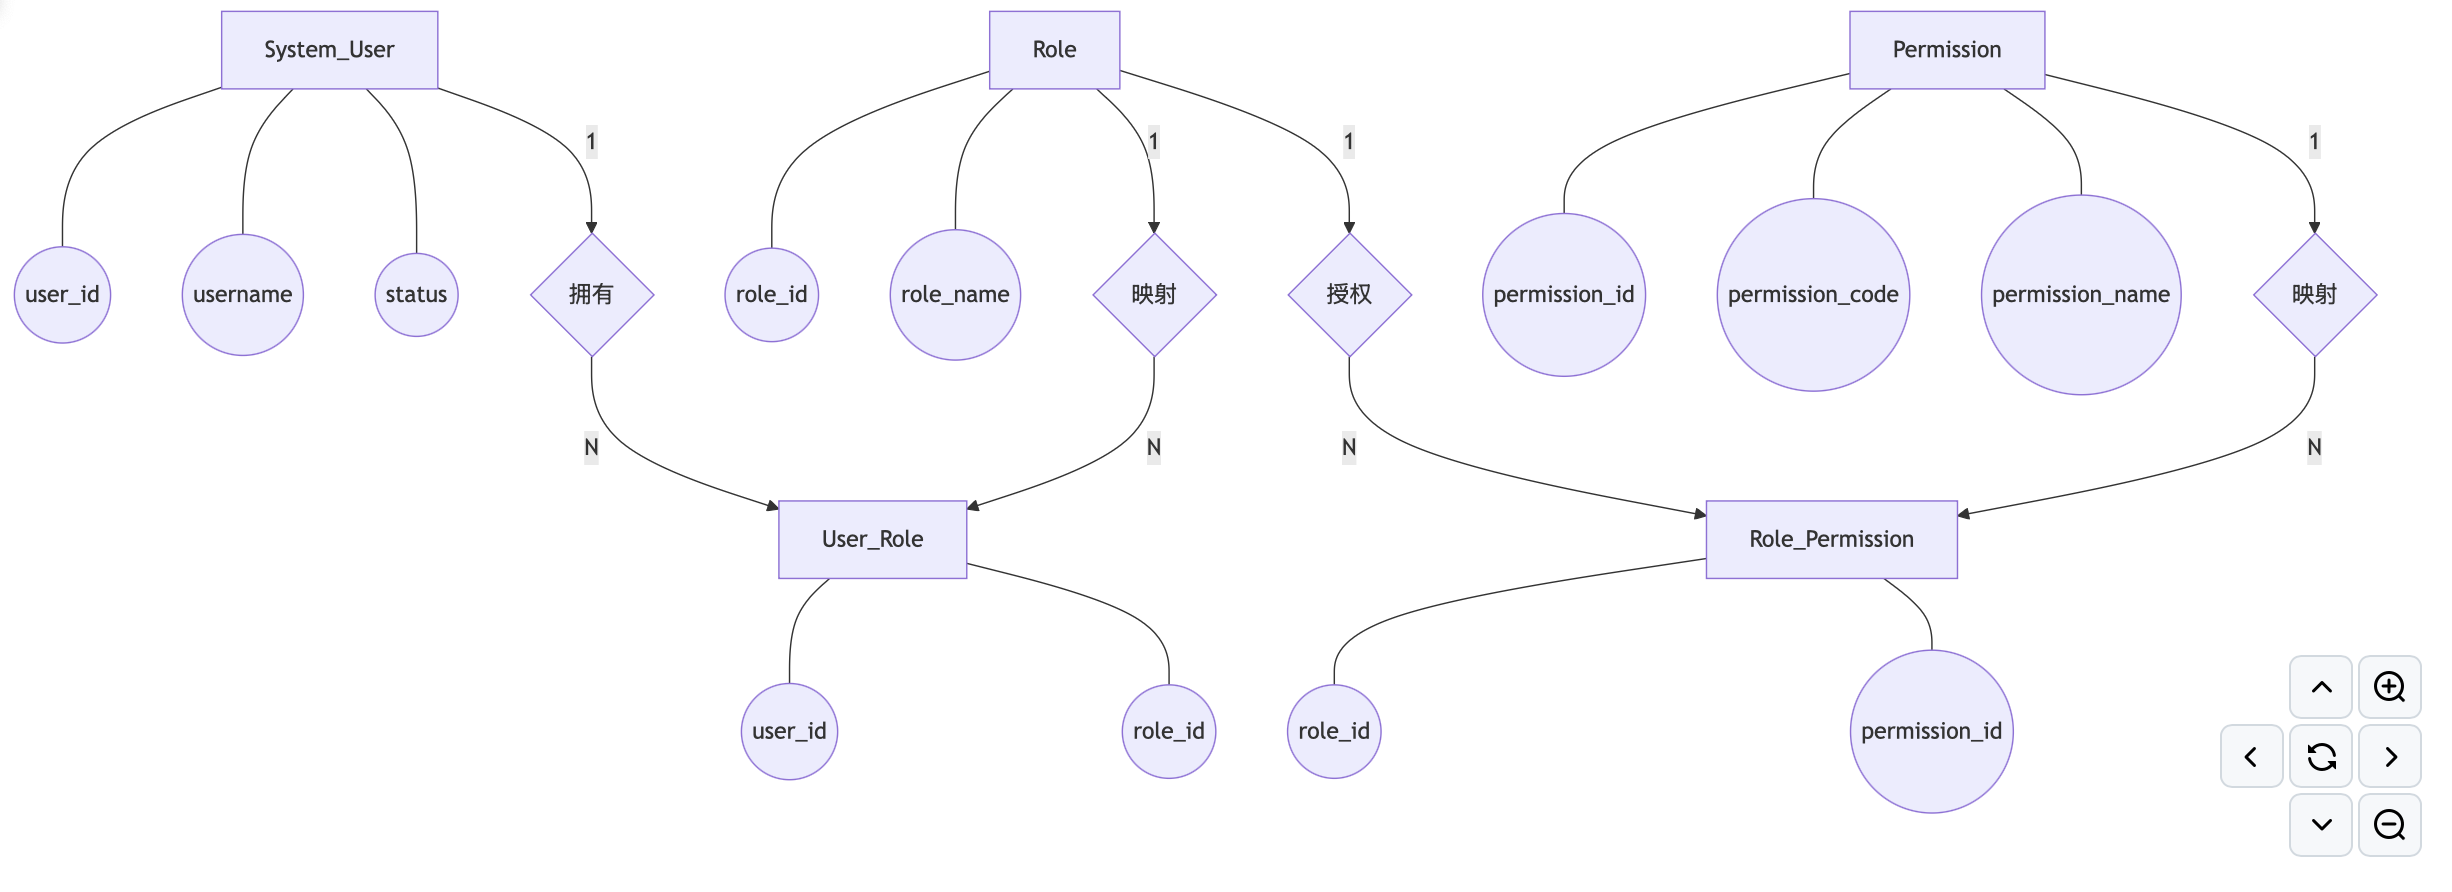 System_User
Role
Permission
1
1
1
1
user_id
username
status
拥有
role_id
role_name
映射
授权
permission_id
permission_code
permission_name
映射
N
N
N
N
User_Role
Role_Permission
user_id
role_id
role_id
permission_id